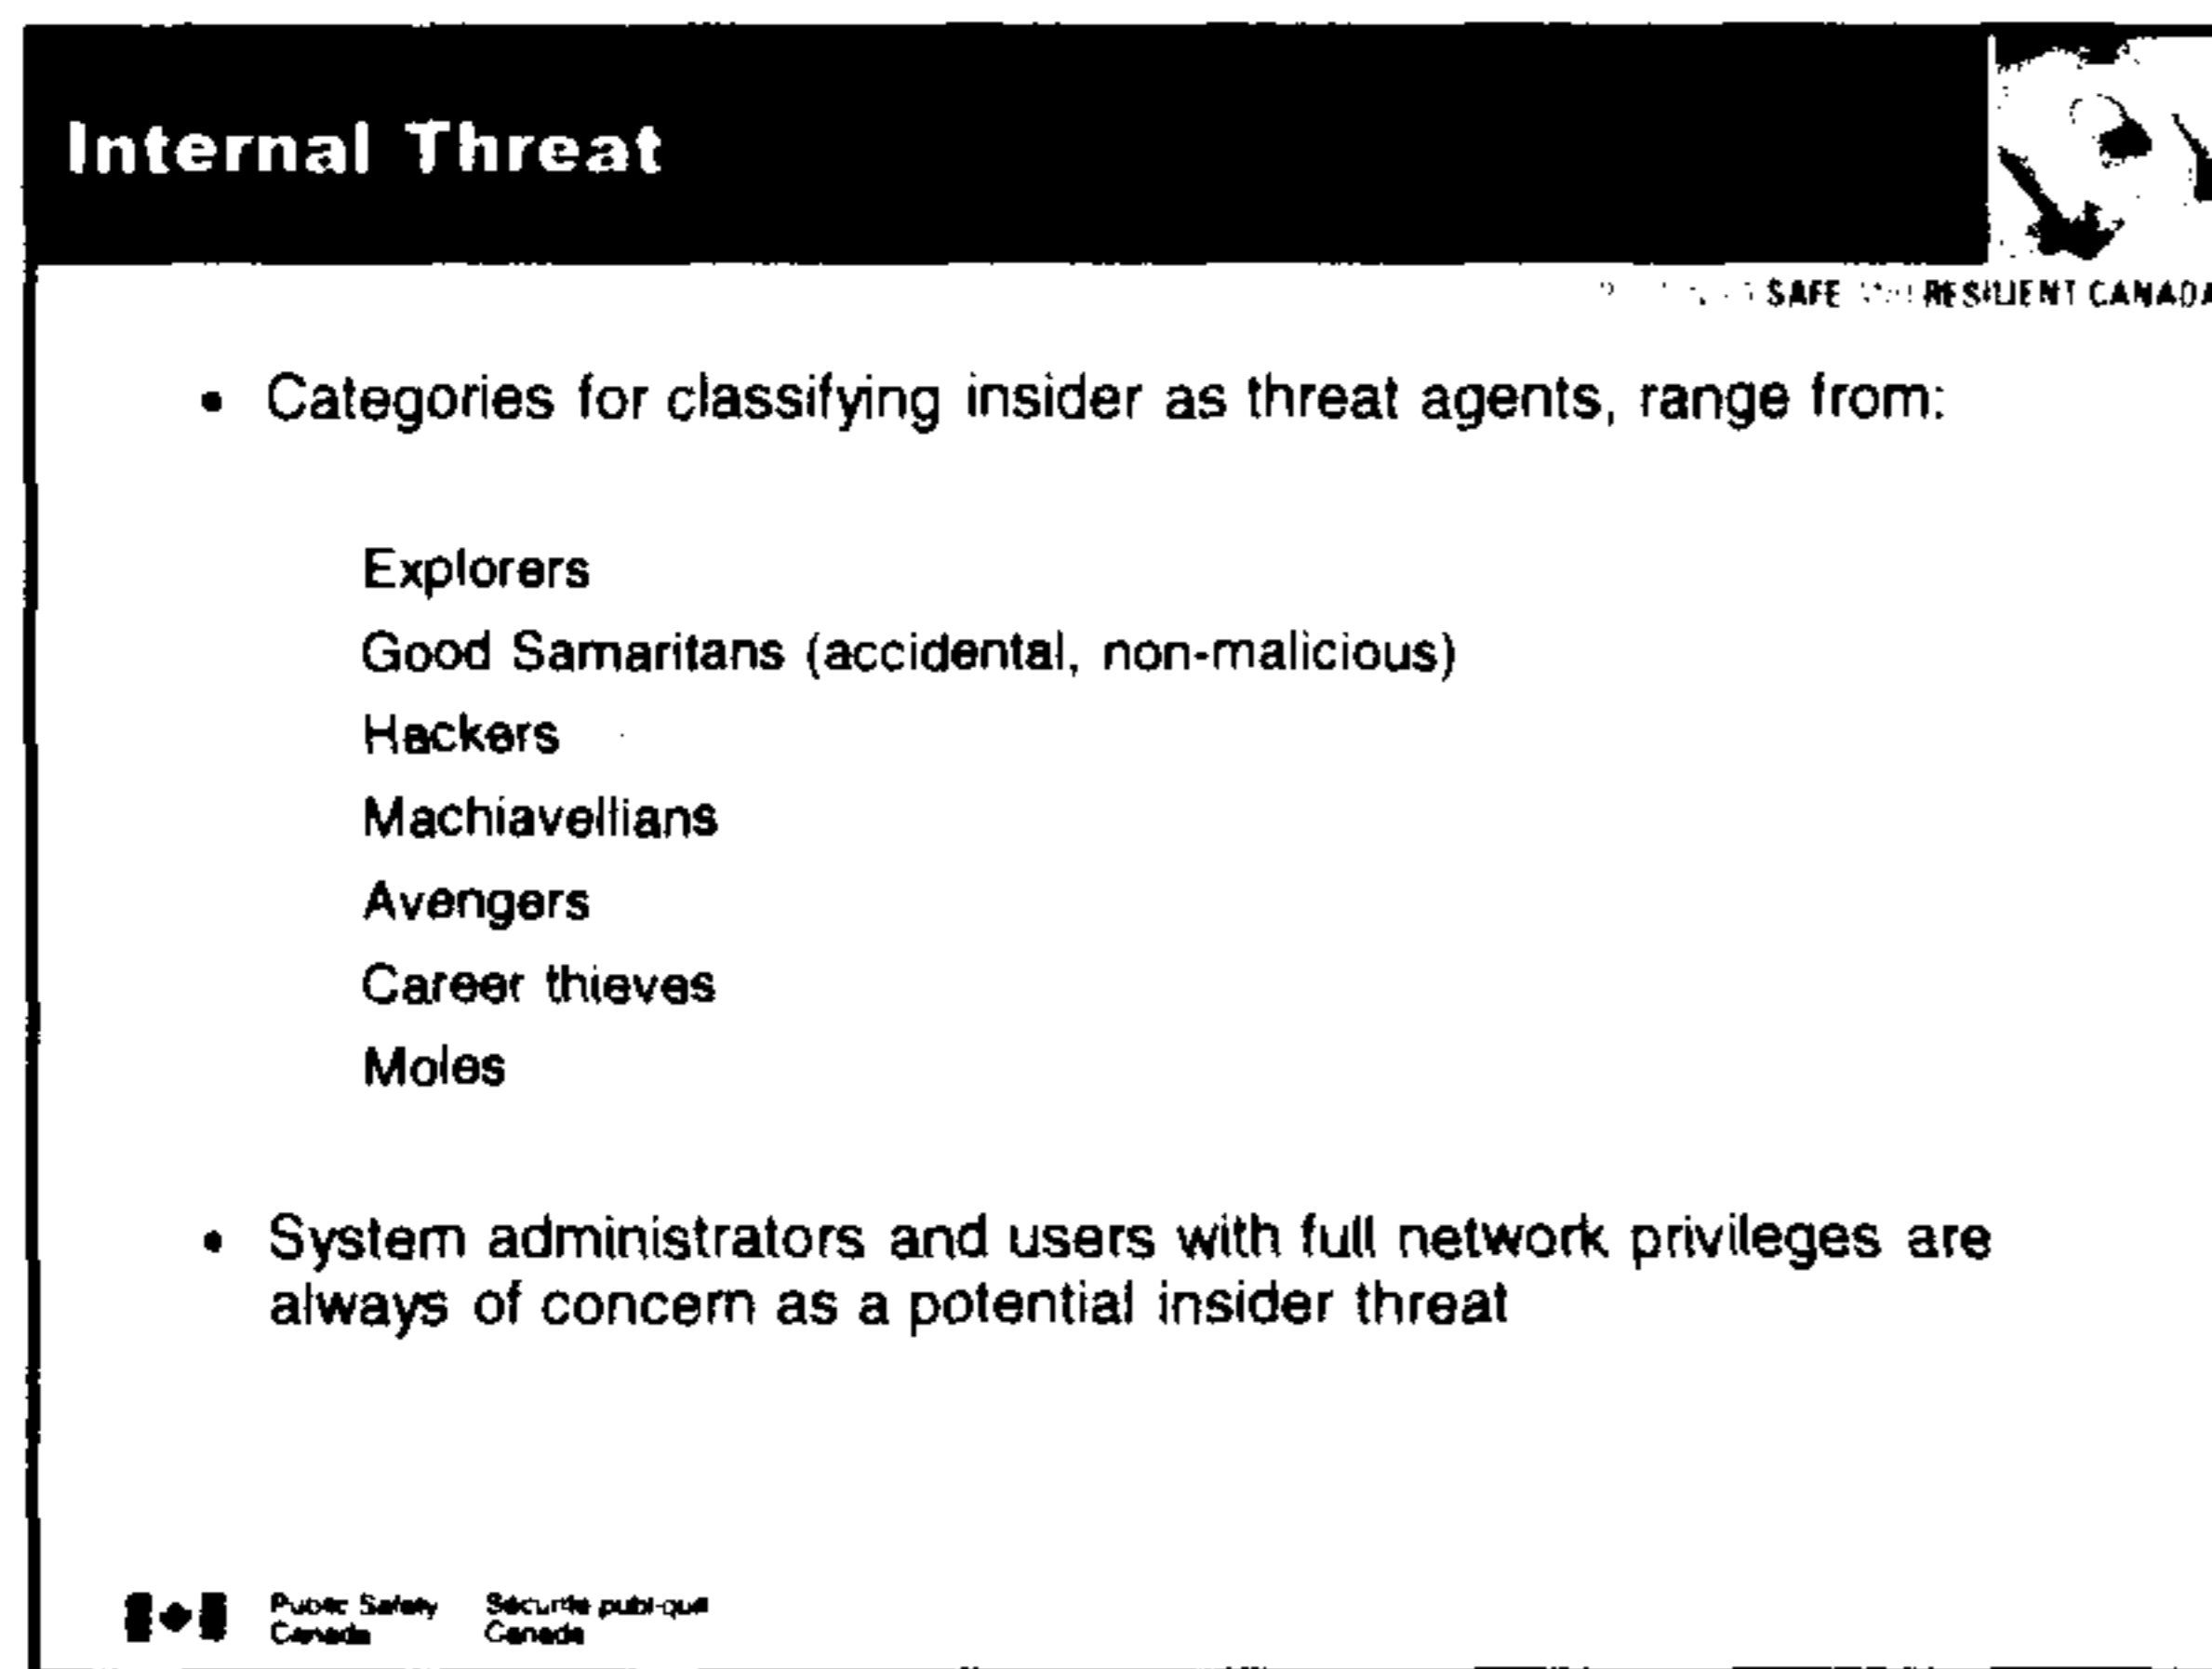 Internal Threat
SAFE RESILIENT CANADA
• Categories for classifying insider as threat agents, range from:
Explorers
Good Samaritans (accidental, non-malicious)
Hackers
Machiavellians
Avengers
Career thieves
Moles
• System administrators and users with full network privileges are
always of concern as a potential insider threat
Public Safety Sécurité publique
Canada Canada